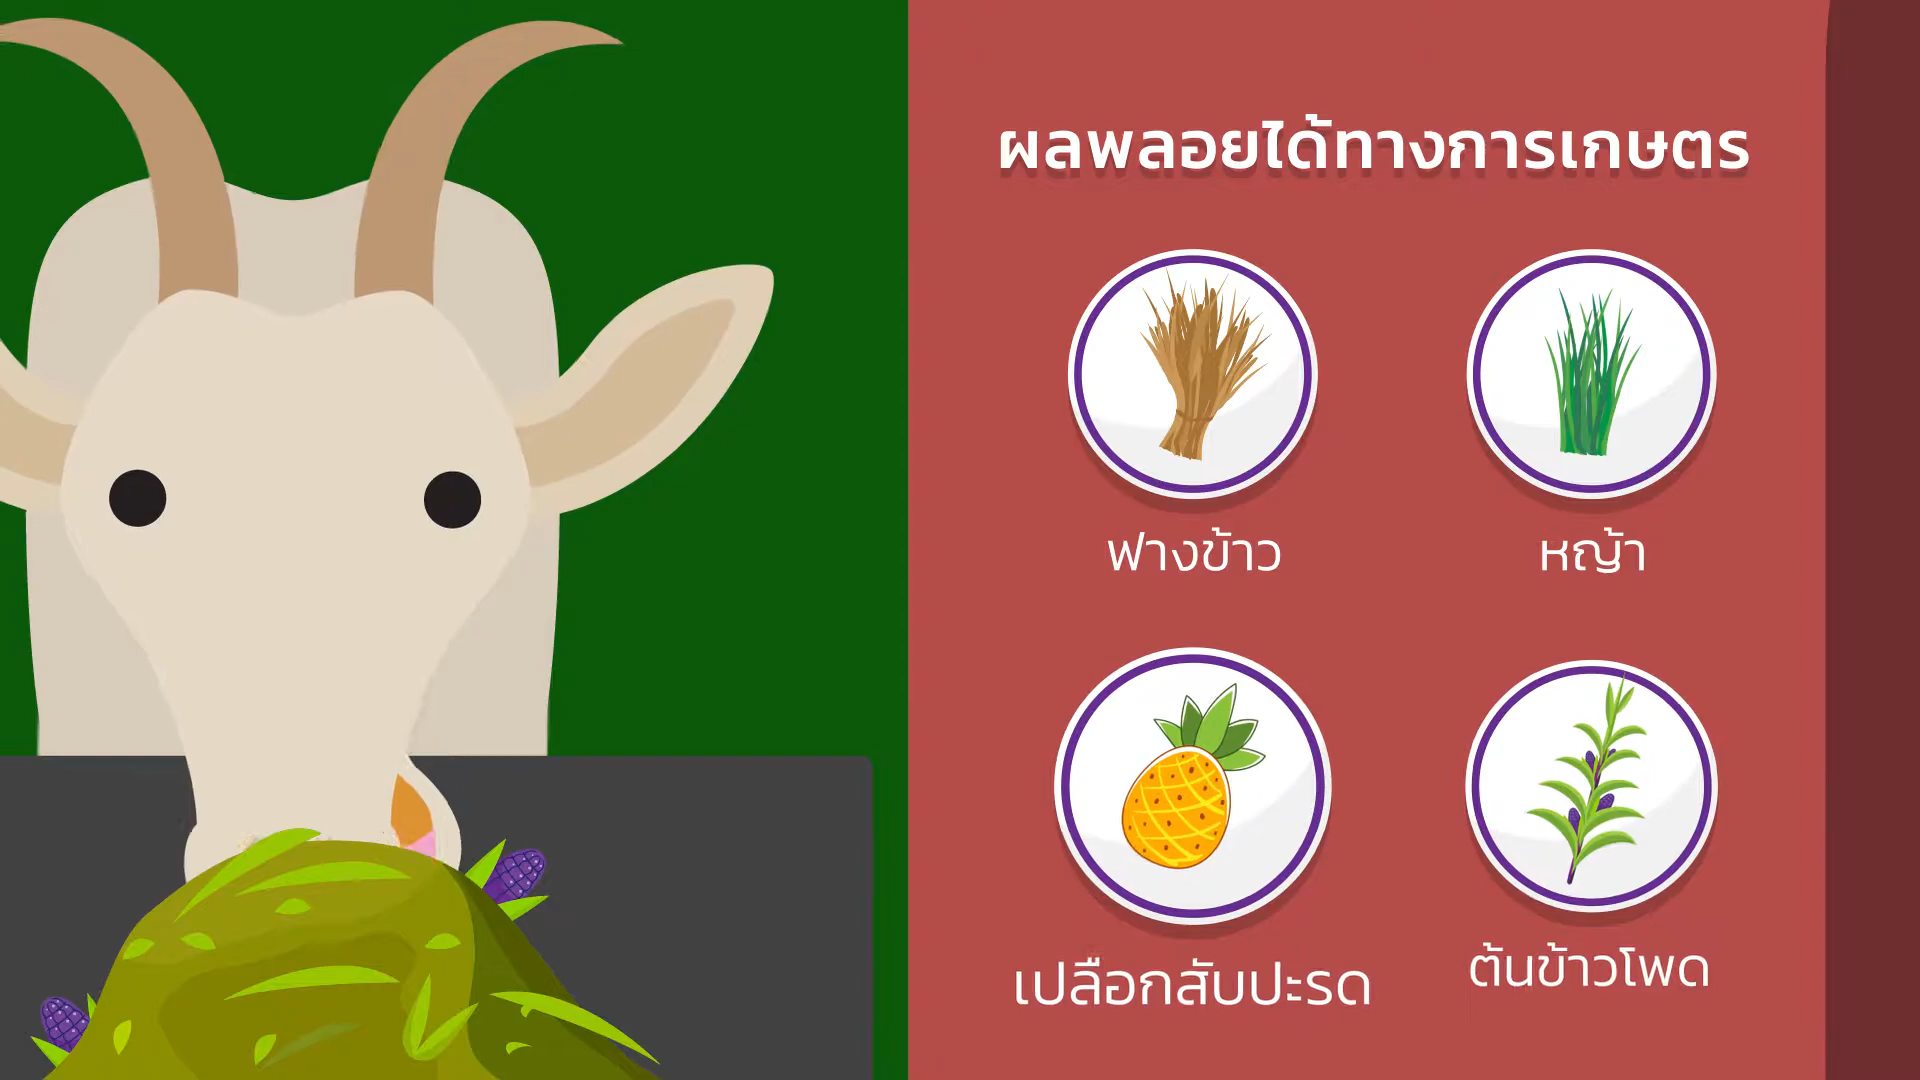 ผลพลอยได้ทางการเกษตร
ฟางข้าว
หญ้า
เปลือกสับปะรด
ต้นข้าวโพด